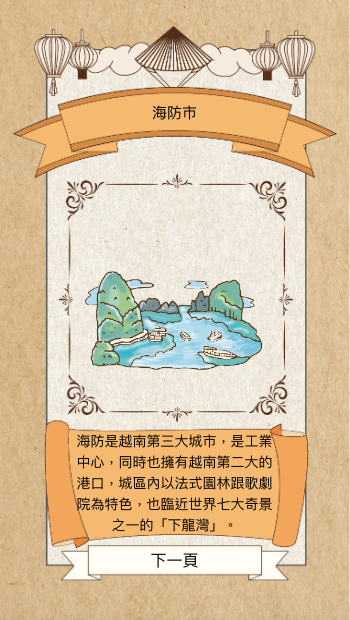 海防市
海防是越南第三大城市，是工業
中心，同時也擁有越南第二大的
港口，城區內以法式園林跟歌劇
院為特色，也臨近世界七大奇景
之一的「下龍灣」。
下一頁